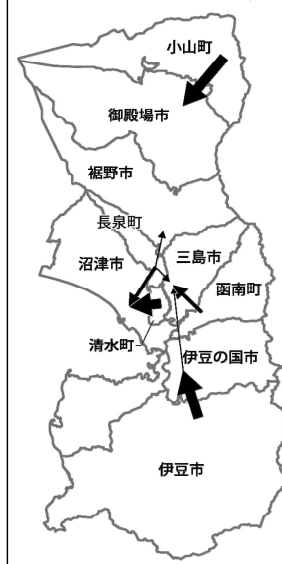 小山町
御殿場市
裾野市
長泉町
三島市
沼津市
函南町
清水町
伊豆の国市
伊豆市